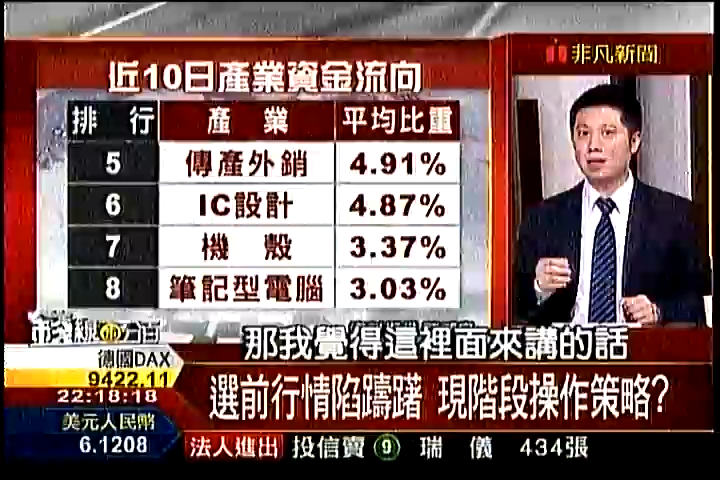 非凡新聞
近10日產業資金流向
排 行 產 業 平均比重
5 傳產外銷 4.91%
6 IC設計 4.87%
7 機 殼 3.37%
8 筆記型電腦 3.03%
那我覺得這裡面來講的話
德國DAX
9422.11
22:18:18
選前行情陷躊躇 現階段操作策略?
美元人民幣
6.1208
法人進出 投信賣 9 瑞 儀 434張